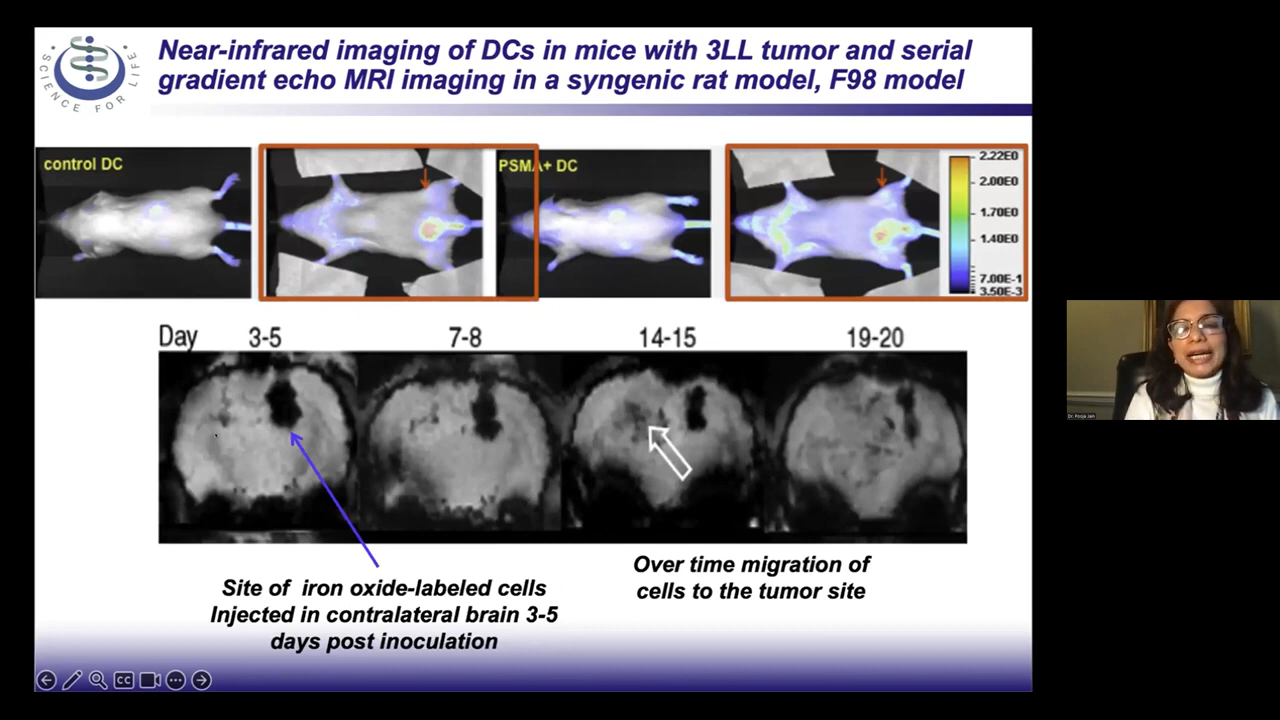 Near-infrared imaging of DCs in mice with 3LL tumor and serial
gradient echo MRI imaging in a syngenic rat model, F98 model
SCIENCE FOR LIFE
control DC
PSMA+ DC
2.22E0
2.00E0
1.70E0
1.40E0
7.00E-1
3.50E-3
Day 3-5 7-8 14-15 19-20
Site of iron oxide-labeled cells
Injected in contralateral brain 3-5
days post inoculation
Over time migration of
cells to the tumor site
CC
Dr. Pooja Jain